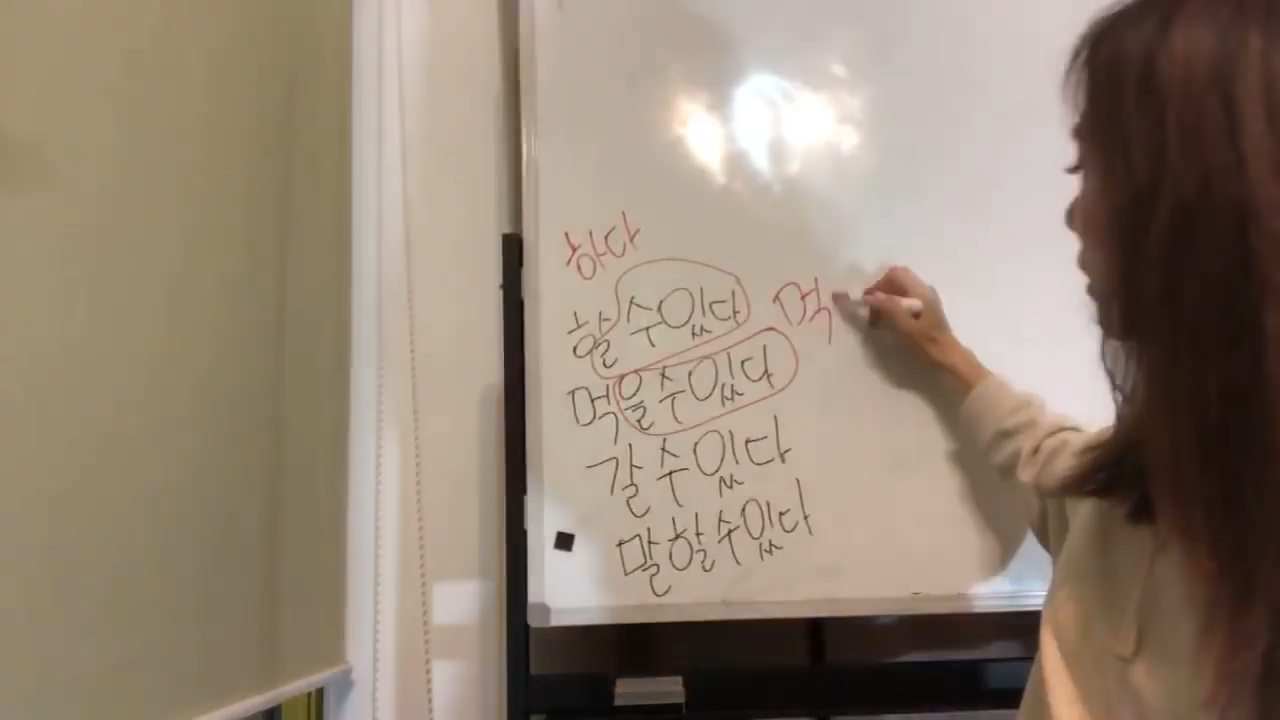 하다
할 수 있다
먹을 수 있다
갈 수 있다
말할 수 있다
먹